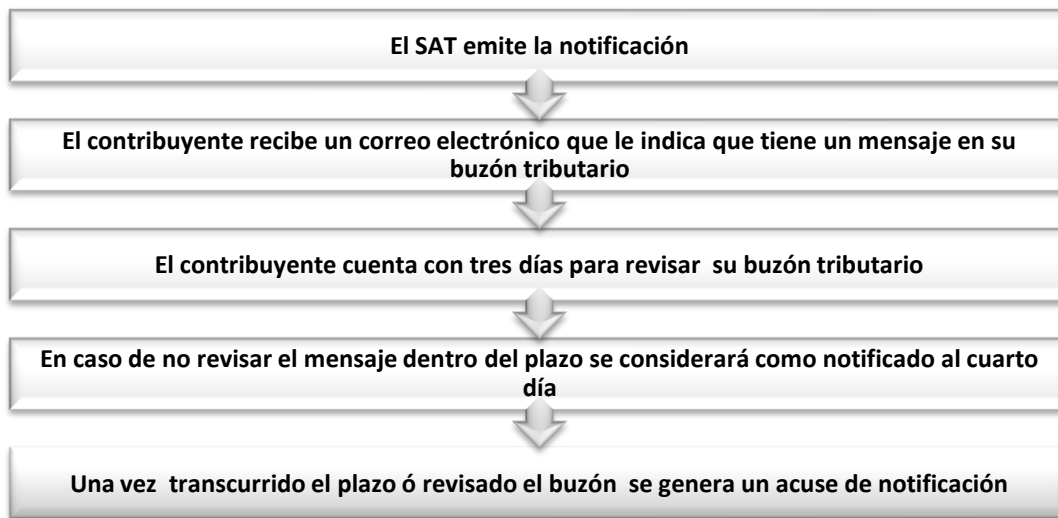 El SAT emite la notificación
El contribuyente recibe un correo electrónico que le indica que tiene un mensaje en su
buzón tributario
El contribuyente cuenta con tres días para revisar su buzón tributario
En caso de no revisar el mensaje dentro del plazo se considerará como notificado al cuarto
día
Una vez transcurrido el plazo ó revisado el buzón se genera un acuse de notificación